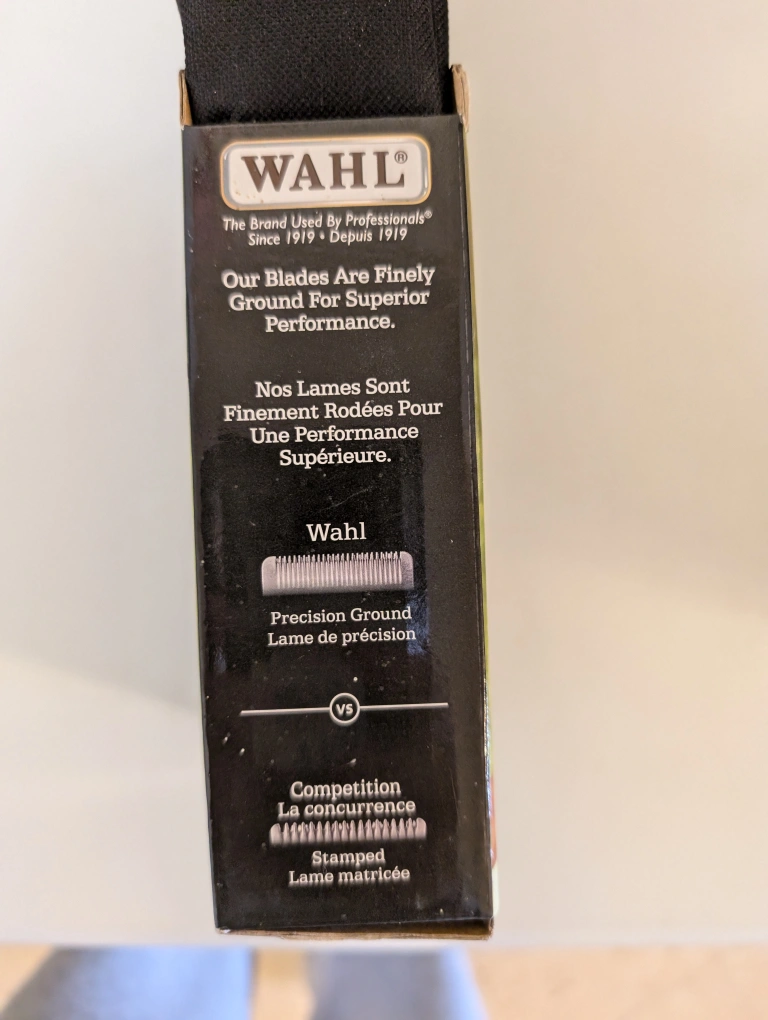 WAHL®
The Brand Used By Professionals®
Since 1919 • Depuis 1919
Our Blades Are Finely
Ground For Superior
Performance.
Nos Lames Sont
Finement Rodées Pour
Une Performance
Supérieure.
Wahl
Precision Ground
Lame de précision
VS
Competition
La concurrence
Stamped
Lame matricée